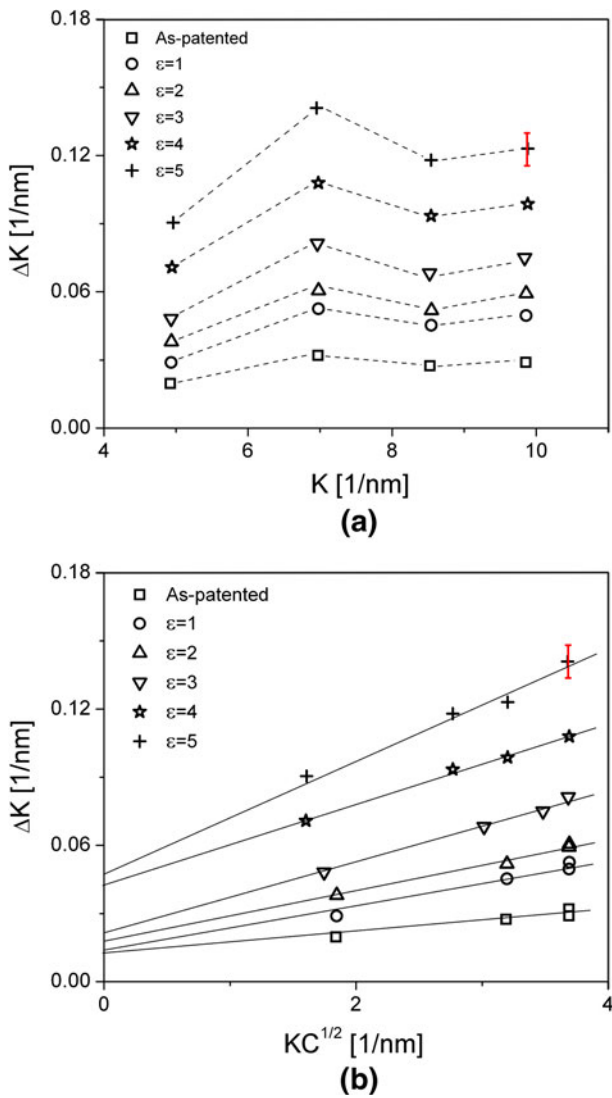 0.18
As-patented
ε=1
ε=2
ε=3
ε=4
ε=5
0.12
0.06
0.00
ΔK [1/nm]
4 6 8 10
K [1/nm]
(a)
0.18
As-patented
ε=1
ε=2
ε=3
ε=4
ε=5
0.12
0.06
0.00
ΔK [1/nm]
0 2 4
KC^{1/2} [1/nm]
(b)